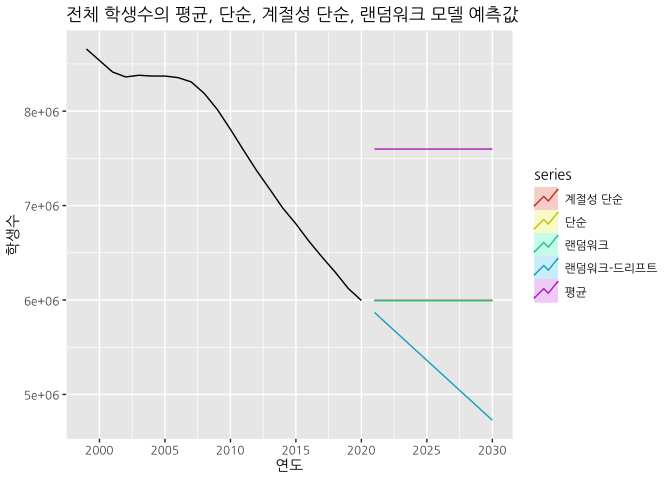 전체 학생수의 평균, 단순, 계절성 단순, 랜덤워크 모델 예측값
8e+06
7e+06
6e+06
5e+06
학생수
2000 2005 2010 2015 2020 2025 2030
연도
series
계절성 단순
단순
랜덤워크
랜덤워크-드리프트
평균